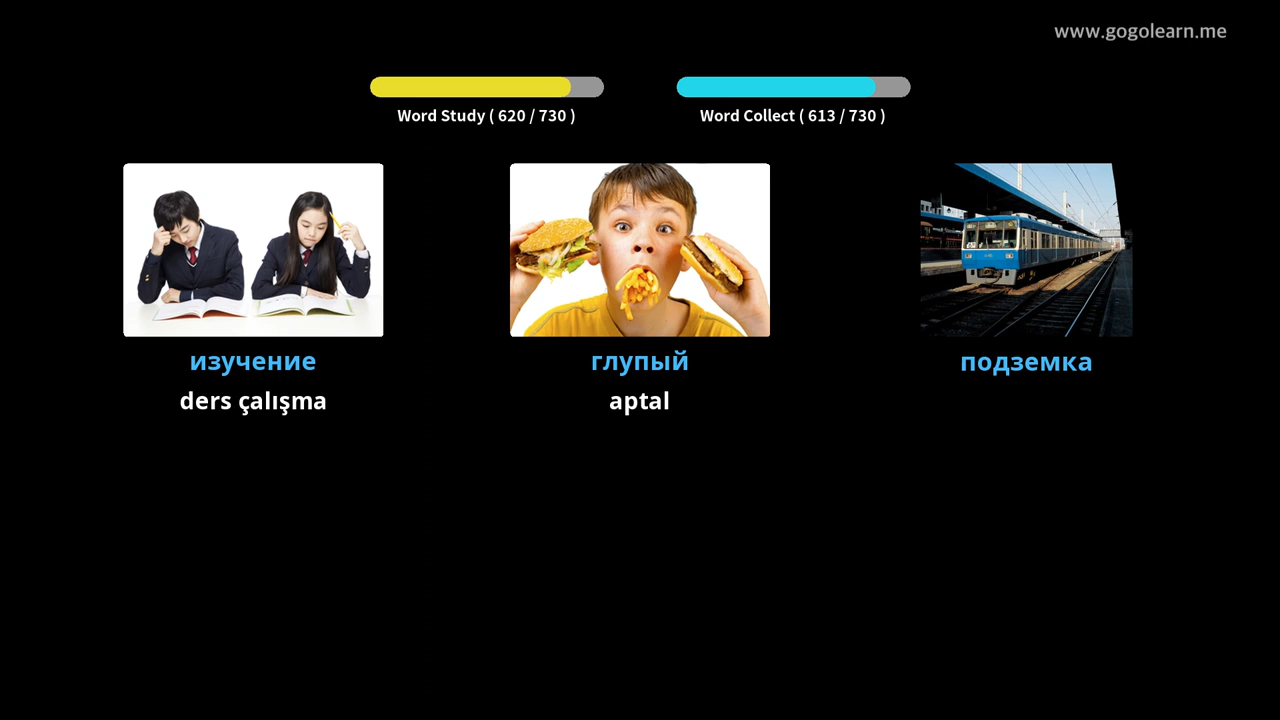 www.gogolearn.me
Word Study ( 620 / 730 )
Word Collect ( 613 / 730 )
изучение
глупый
подземка
ders çalışma
aptal